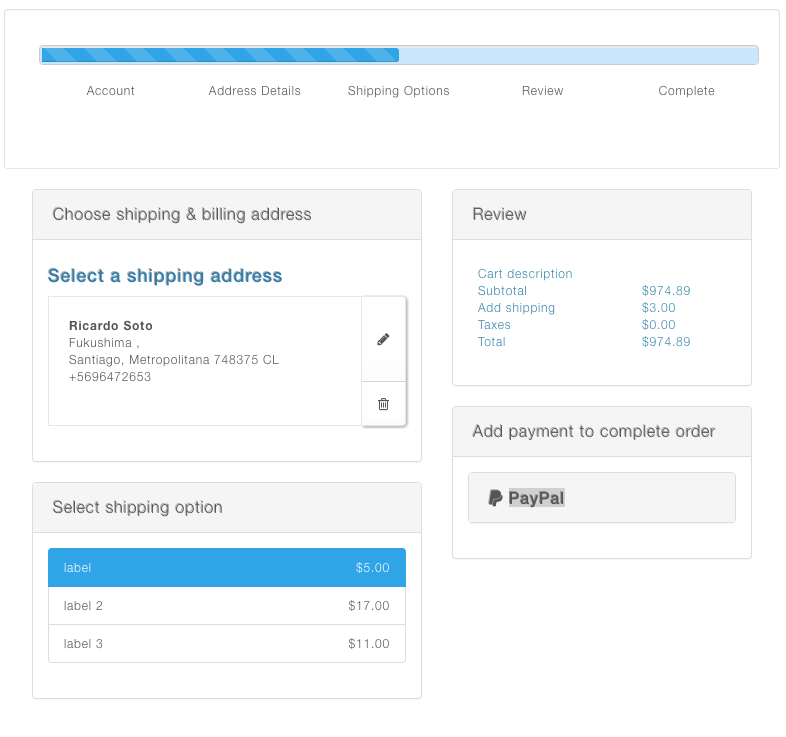 Account Address Details Shipping Options Review Complete
Choose shipping & billing address
Select a shipping address
Ricardo Soto
Fukushima ,
Santiago, Metropolitana 748375 CL
+5696472653
Select shipping option
label $5.00
label 2 $17.00
label 3 $11.00
Review
Cart description
Subtotal $974.89
Add shipping $3.00
Taxes $0.00
Total $974.89
Add payment to complete order
PayPal